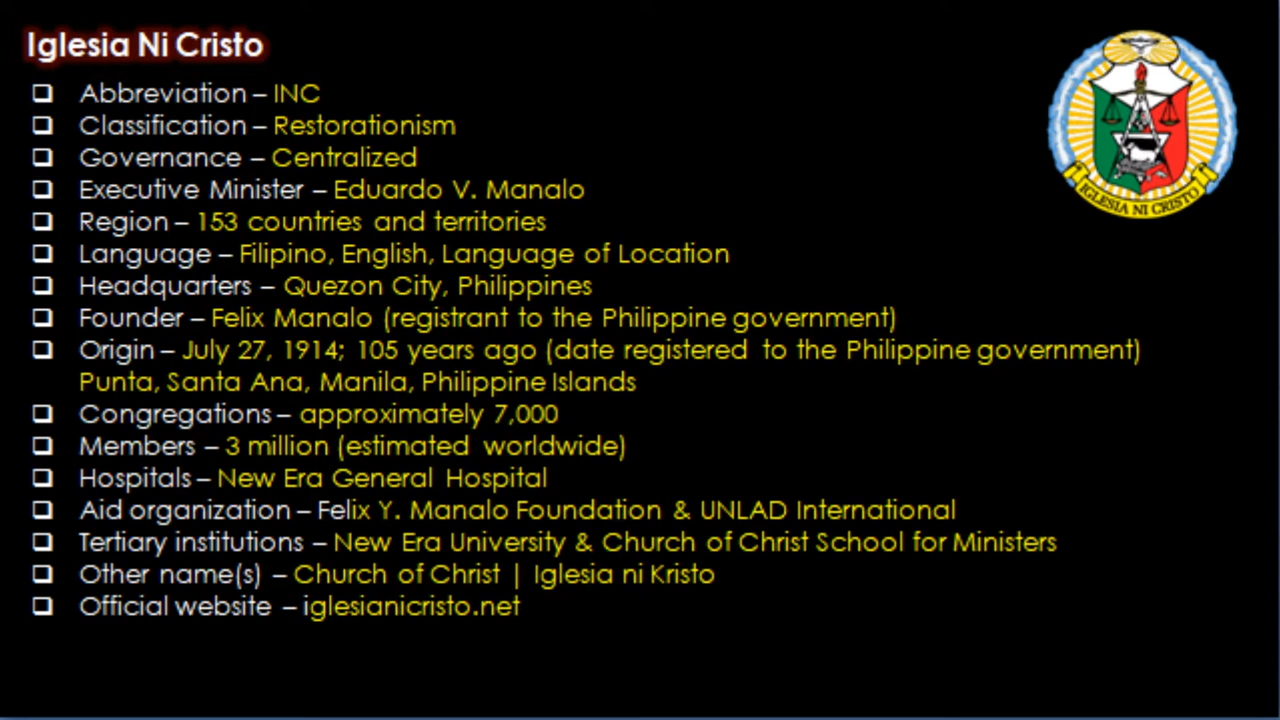 Iglesia Ni Cristo
Abbreviation – INC
Classification – Restorationism
Governance – Centralized
Executive Minister – Eduardo V. Manalo
Region – 153 countries and territories
Language – Filipino, English, Language of Location
Headquarters – Quezon City, Philippines
Founder – Felix Manalo (registrant to the Philippine government)
Origin – July 27, 1914; 105 years ago (date registered to the Philippine government)
Punta, Santa Ana, Manila, Philippine Islands
Congregations – approximately 7,000
Members – 3 million (estimated worldwide)
Hospitals – New Era General Hospital
Aid organization – Felix Y. Manalo Foundation & UNLAD International
Tertiary institutions – New Era University & Church of Christ School for Ministers
Other name(s) – Church of Christ | Iglesia ni Kristo
Official website – iglesianicristo.net
IGLESIA NI CRISTO